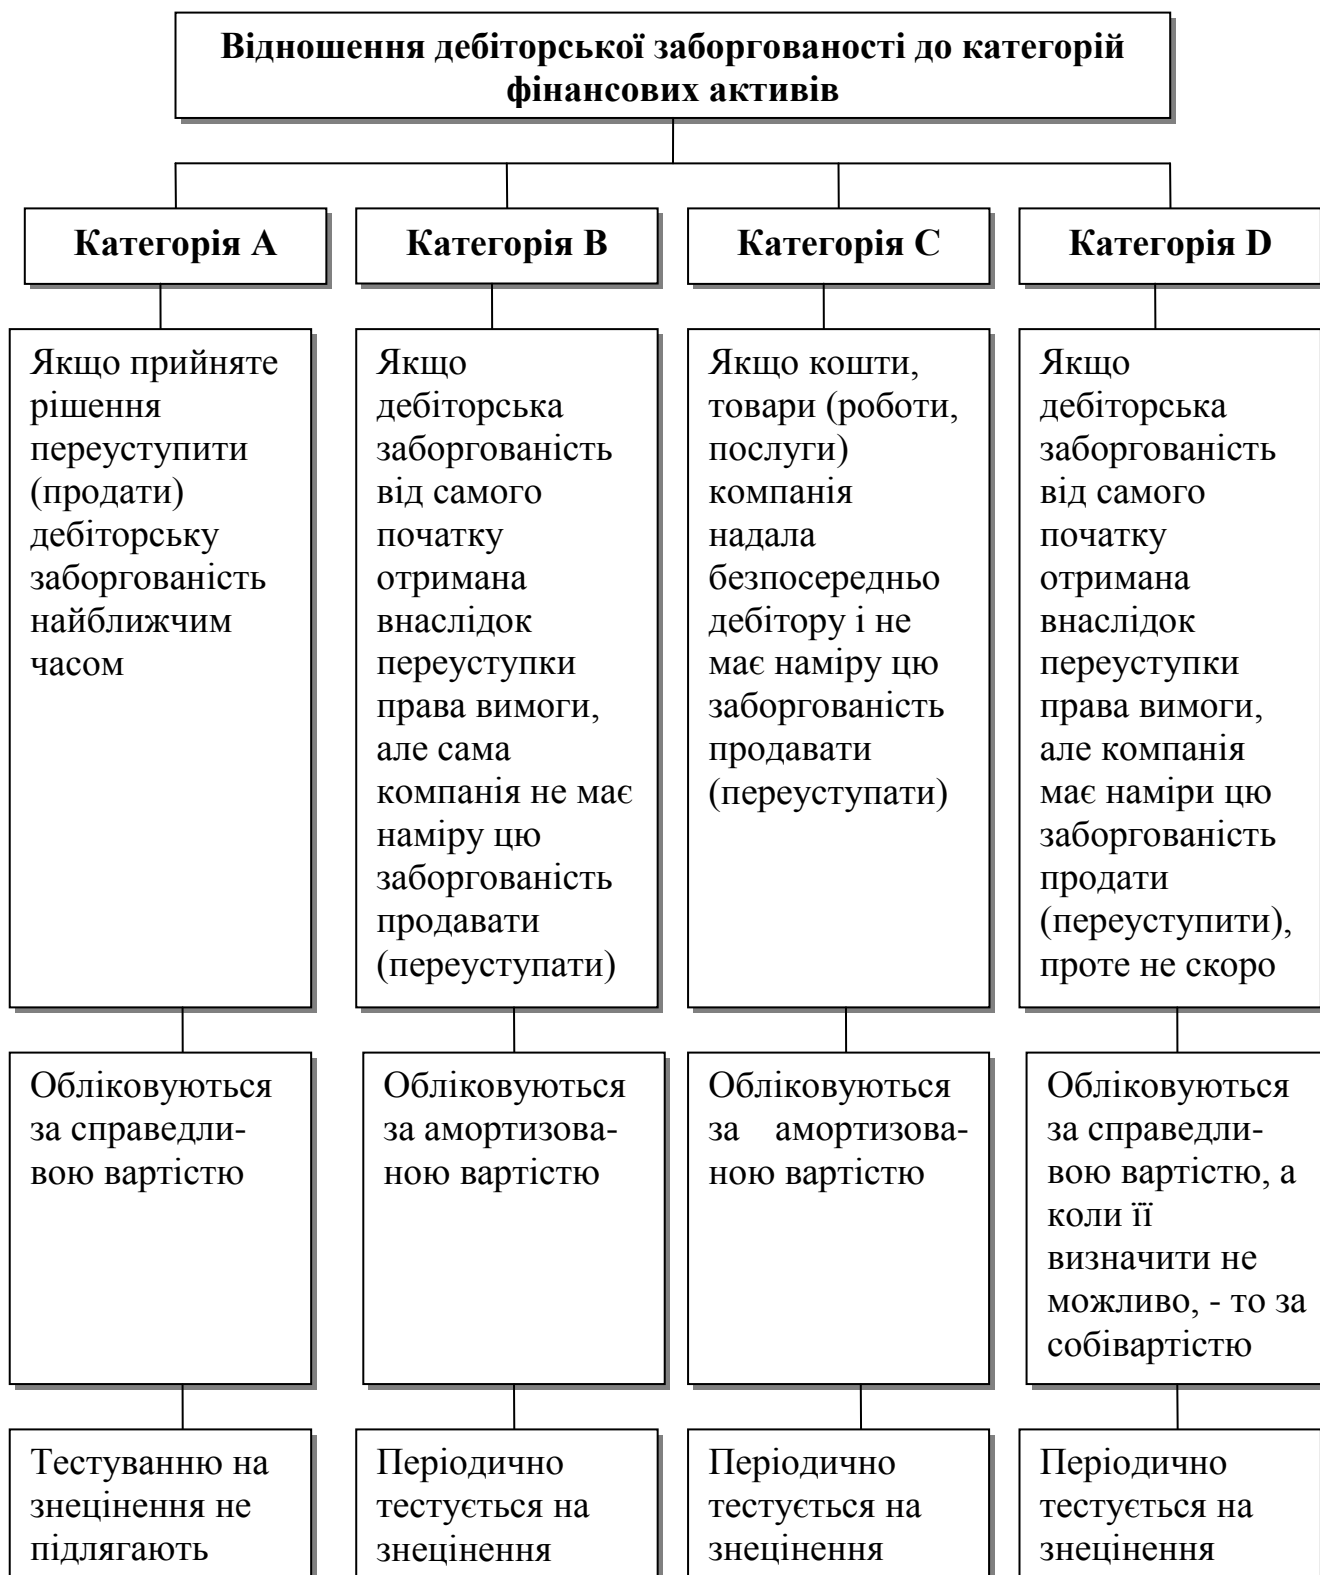 Відношення дебіторської заборгованості до категорій
фінансових активів
Категорія А
Категорія В
Категорія С
Категорія D
Якщо прийняте
рішення
переуступити
(продати)
дебіторську
заборгованість
найближчим
часом
Якщо
дебіторська
заборгованість
від самого
початку
отримана
внаслідок
переуступки
права вимоги,
але сама
компанія не має
наміру цю
заборгованість
продавати
(переуступати)
Якщо кошти,
товари (роботи,
послуги)
компанія
надала
безпосередньо
дебітору і не
має наміру цю
заборгованість
продавати
(переуступати)
Якщо
дебіторська
заборгованість
від самого
початку
отримана
внаслідок
переуступки
права вимоги,
але компанія
має наміри цю
заборгованість
продати
(переуступити),
проте не скоро
Обліковуються
за справедли-
вою вартістю
Обліковуються
за амортизова-
ною вартістю
Обліковуються
за амортизова-
ною вартістю
Обліковуються
за справедли-
вою вартістю, а
коли її
визначити не
можливо, - то за
собівартістю
Тестуванню на
знецінення не
підлягають
Періодично
тестується на
знецінення
Періодично
тестується на
знецінення
Періодично
тестується на
знецінення